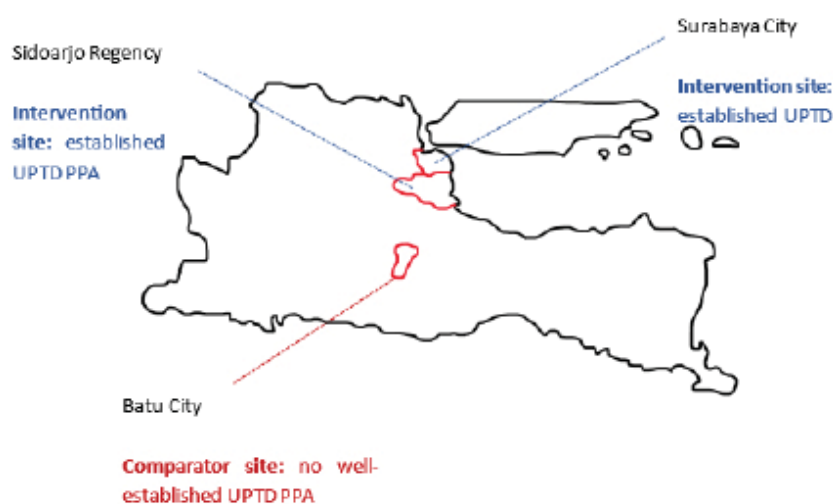 Sidoarjo Regency
Intervention
site: established
UPTD PPA
Surabaya City
Intervention site:
established UPTD
Batu City
Comparator site: no well-
established UPTD PPA